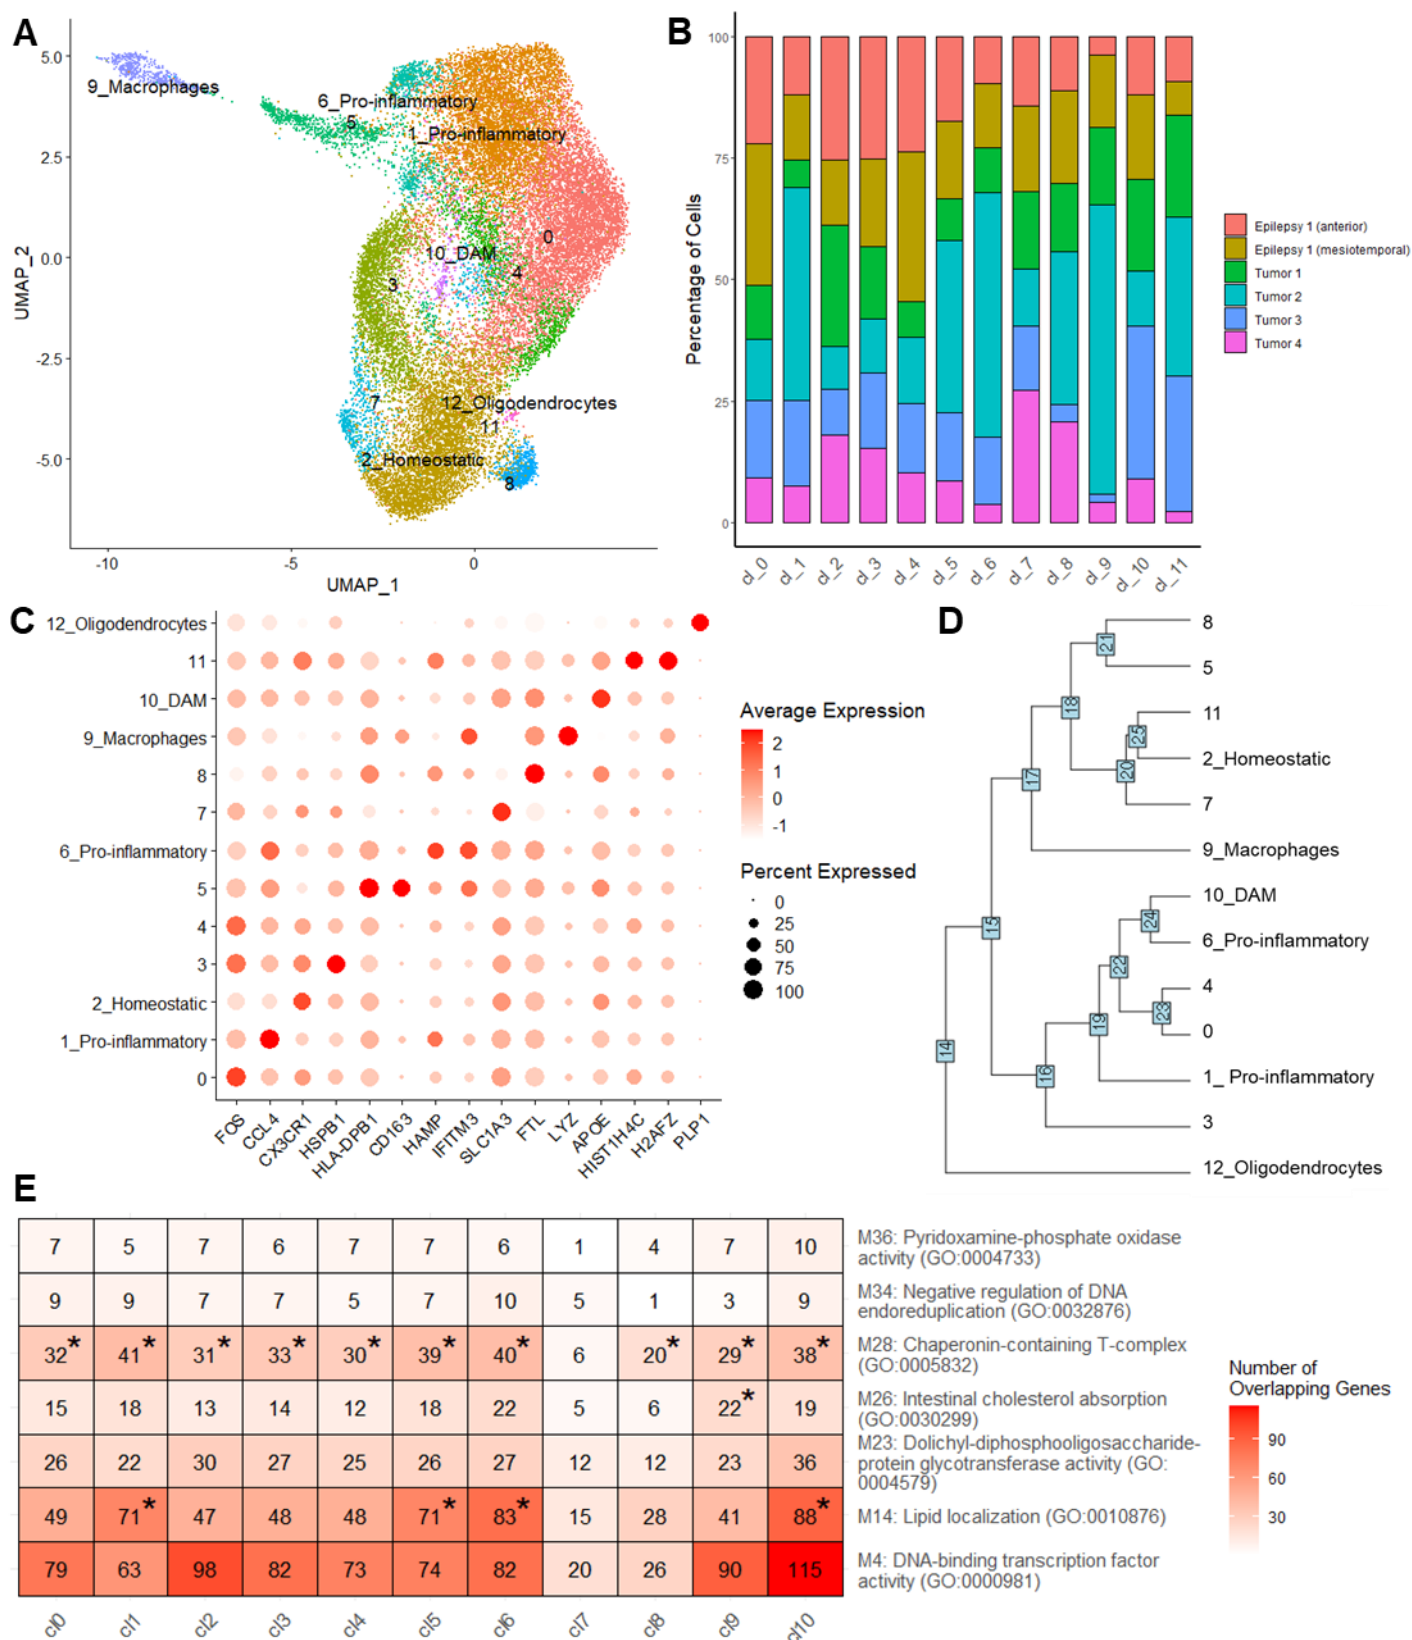 A
5.0
2.5
0.0
-2.5
-5.0
UMAP_2
-10
-5
0
UMAP_1
9_Macrophages
6_Pro-inflammatory
5
1_Pro-inflammatory
0
10_DAM
4
3
7
12_Oligodendrocytes
11
2_Homeostatic
8
B
100
75
50
25
0
Percentage of Cells
cl_0
cl_1
cl_2
cl_3
cl_4
cl_5
cl_6
cl_7
cl_8
cl_9
cl_10
cl_11
Epilepsy 1 (anterior)
Epilepsy 1 (mesiotemporal)
Tumor 1
Tumor 2
Tumor 3
Tumor 4
C
12_Oligodendrocytes
11
10_DAM
9_Macrophages
8
7
6_Pro-inflammatory
5
4
3
2_Homeostatic
1_Pro-inflammatory
0
FOS
CCL4
CX3CR1
HSPB1
HLA-DPB1
CD163
HAMP
IFITM3
SLC1A3
FTL
LYZ
APOE
HIST1H4C
H2AFZ
PLP1
Average Expression
2
1
0
-1
Percent Expressed
0
25
50
75
100
D
8
21
5
18
11
25
2_Homeostatic
20
17
7
9_Macrophages
10_DAM
24
15
6_Pro-inflammatory
22
4
23
19
0
14
16
1_ Pro-inflammatory
3
12_Oligodendrocytes
E
7 5 7 6 7 7 6 1 4 7 10
M36: Pyridoxamine-phosphate oxidase
activity (GO:0004733)
9 9 7 7 5 7 10 5 1 3 9
M34: Negative regulation of DNA
endoreduplication (GO:0032876)
32* 41* 31* 33* 30* 39* 40* 6 20* 29* 38*
M28: Chaperonin-containing T-complex
(GO:0005832)
15 18 13 14 12 18 22 5 6 22* 19
M26: Intestinal cholesterol absorption
(GO:0030299)
26 22 30 27 25 26 27 12 12 23 36
M23: Dolichyl-diphosphooligosaccharide-
protein glycotransferase activity (GO:
0004579)
49 71* 47 48 48 71* 83* 15 28 41 88*
M14: Lipid localization (GO:0010876)
79 63 98 82 73 74 82 20 26 90 115
M4: DNA-binding transcription factor
activity (GO:0000981)
cl0
cl1
cl2
cl3
cl4
cl5
cl6
cl7
cl8
cl9
cl10
Number of
Overlapping Genes
90
60
30